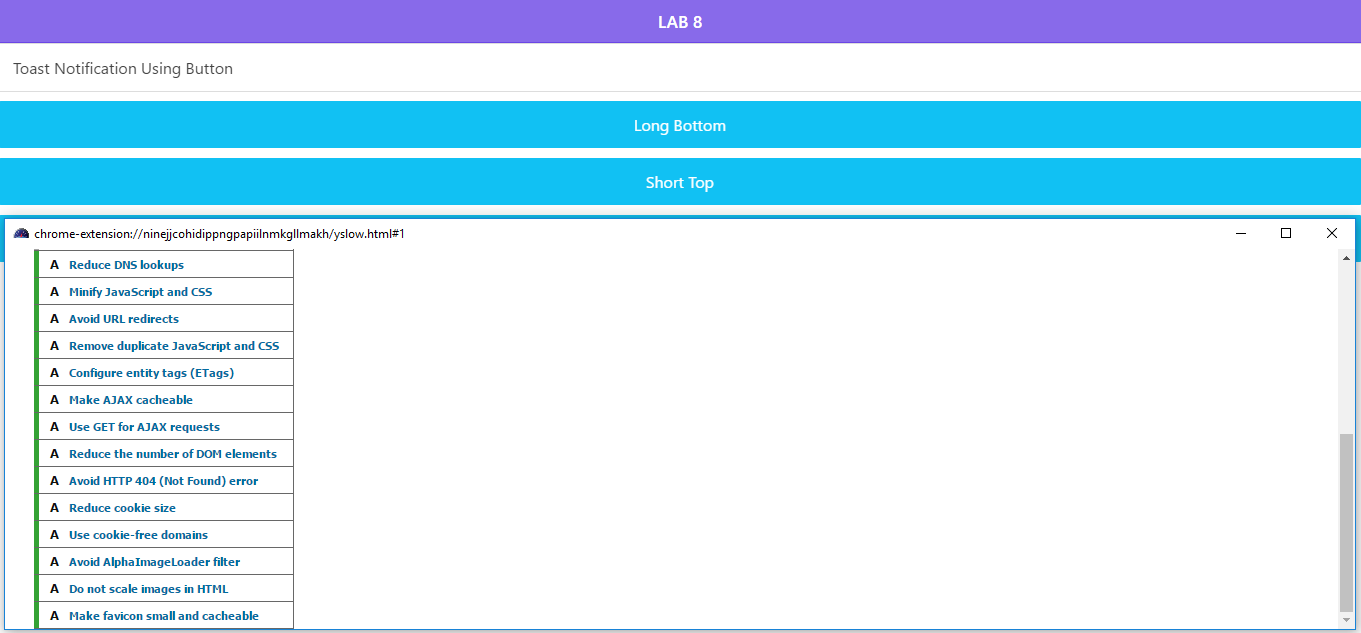 LAB 8
Toast Notification Using Button
Long Bottom
Short Top
chrome-extension://ninejjcohidippngpapiilnmkgllmakh/yslow.html#1
A Reduce DNS lookups
A Minify JavaScript and CSS
A Avoid URL redirects
A Remove duplicate JavaScript and CSS
A Configure entity tags (ETags)
A Make AJAX cacheable
A Use GET for AJAX requests
A Reduce the number of DOM elements
A Avoid HTTP 404 (Not Found) error
A Reduce cookie size
A Use cookie-free domains
A Avoid AlphaImageLoader filter
A Do not scale images in HTML
A Make favicon small and cacheable